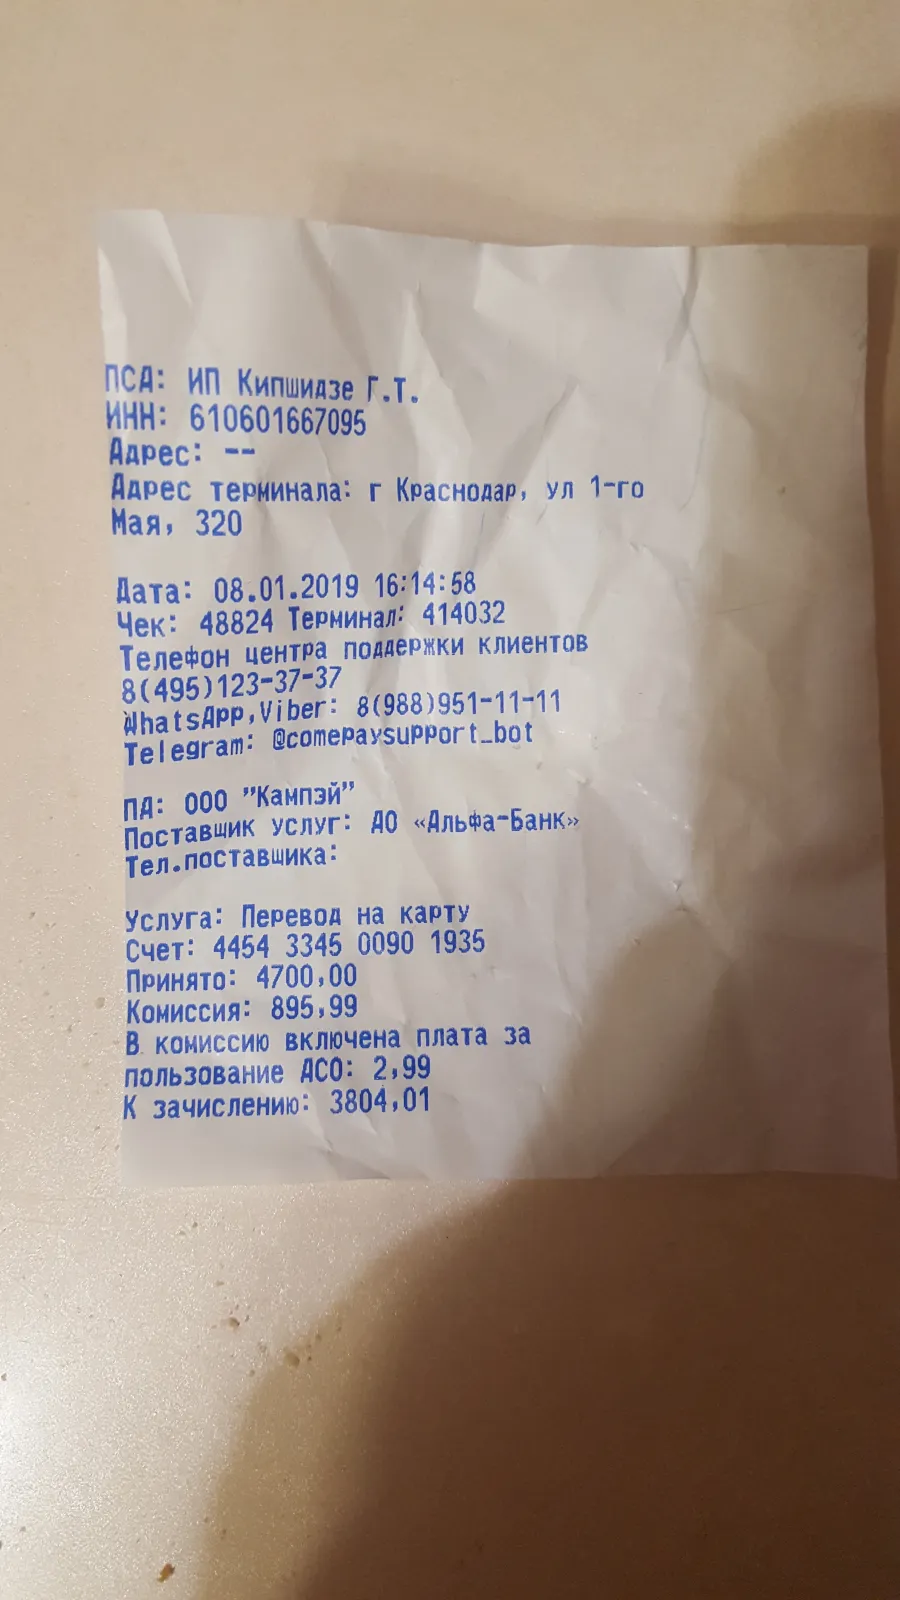 ПСА: ИП Кипшидзе Г.Т.
ИНН: 610601667095
Адрес: --
Адрес терминала: г Краснодар, ул 1-го
Мая, 320
Дата: 08.01.2019 16:14:58
Чек: 48824 Терминал: 414032
Телефон центра поддержки клиентов
8(495)123-37-37
WhatsApp,Viber: 8(988)951-11-11
Telegram: @comepaysupport_bot
ПД: ООО "Кампэй"
Поставщик услуг: АО «Альфа-Банк»
Тел.поставщика:
Услуга: Перевод на карту
Счет: 4454 3345 0090 1935
Принято: 4700,00
Комиссия: 895,99
В комиссию включена плата за
пользование АСО: 2,99
К зачислению: 3804,01